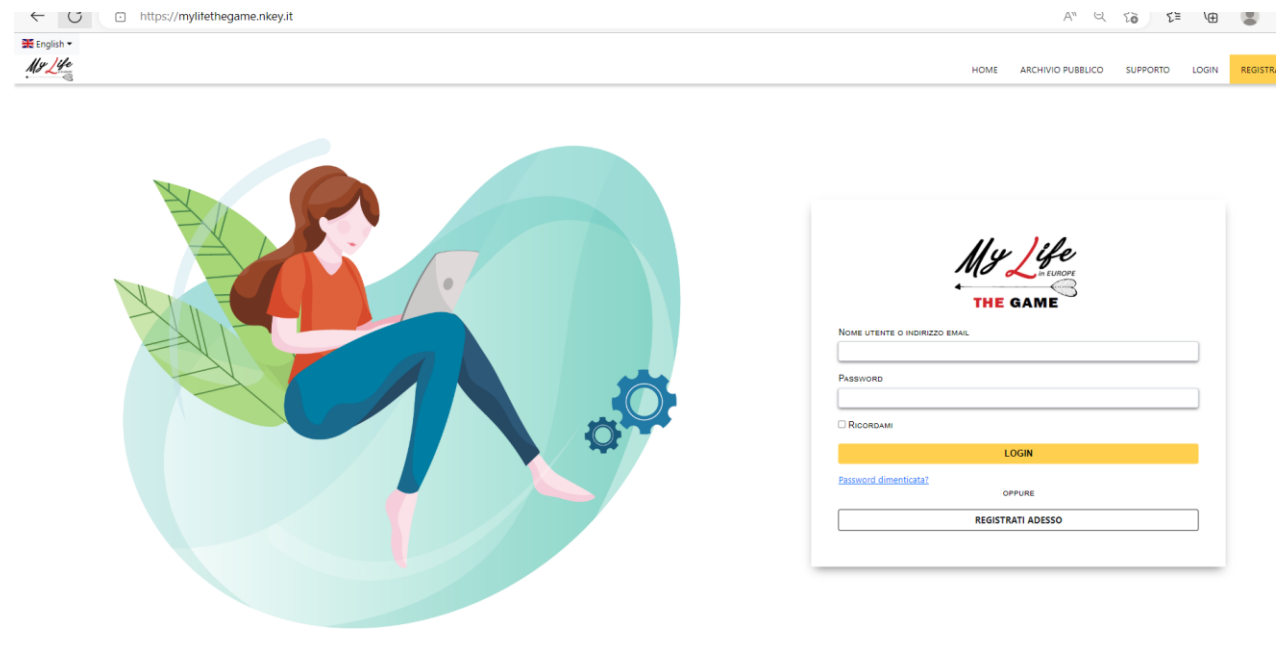 https://mylifethegame.nkey.it
English
My Life
HOME ARCHIVIO PUBBLICO SUPPORTO LOGIN REGISTRA
My Life
in EUROPE
THE GAME
NOME UTENTE O INDIRIZZO EMAIL
PASSWORD
RICORDAMI
LOGIN
Password dimenticata?
OPPURE
REGISTRATI ADESSO